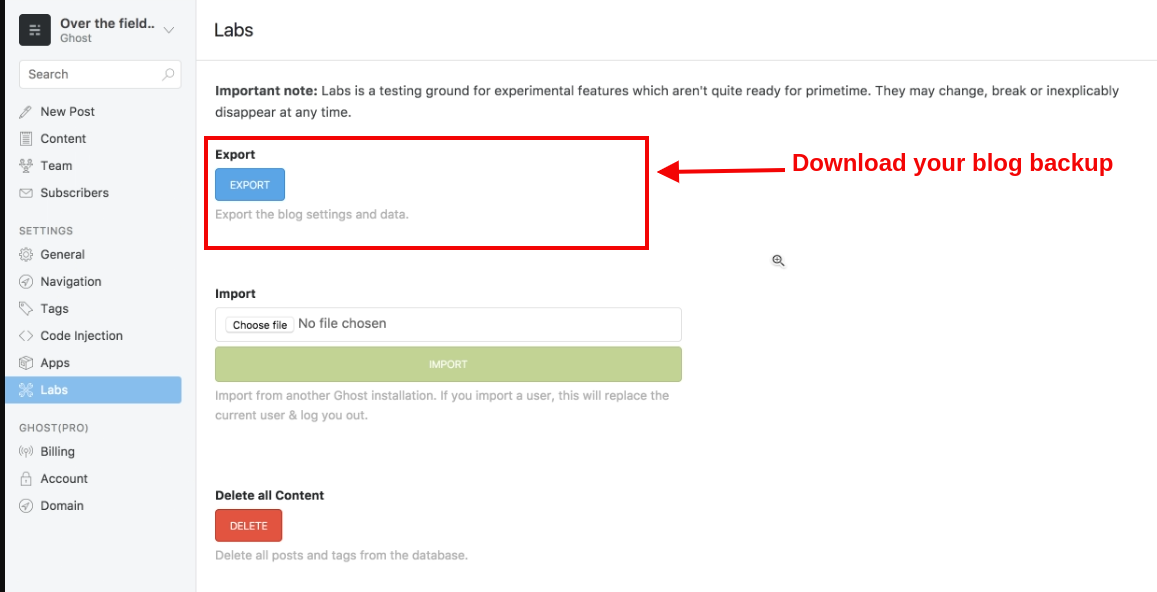 Over the field..
Ghost
Search
New Post
Content
Team
Subscribers
SETTINGS
General
Navigation
Tags
Code Injection
Apps
Labs
GHOST(PRO)
Billing
Account
Domain
Labs
Important note: Labs is a testing ground for experimental features which aren't quite ready for primetime. They may change, break or inexplicably
disappear at any time.
Export
EXPORT
Export the blog settings and data.
Download your blog backup
Import
Choose file No file chosen
IMPORT
Import from another Ghost installation. If you import a user, this will replace the
current user & log you out.
Delete all Content
DELETE
Delete all posts and tags from the database.